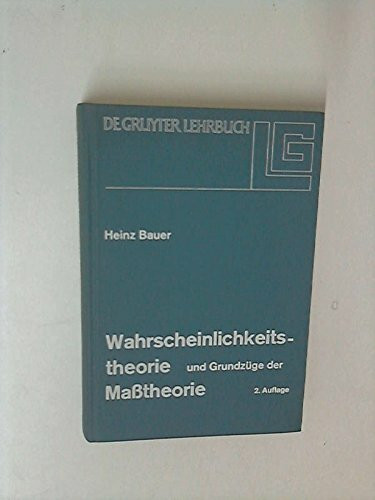 DE GRUYTER LEHRBUCH
LG
Heinz Bauer
Wahrscheinlichkeits-
theorie und Grundzüge der
Maßtheorie 2. Auflage